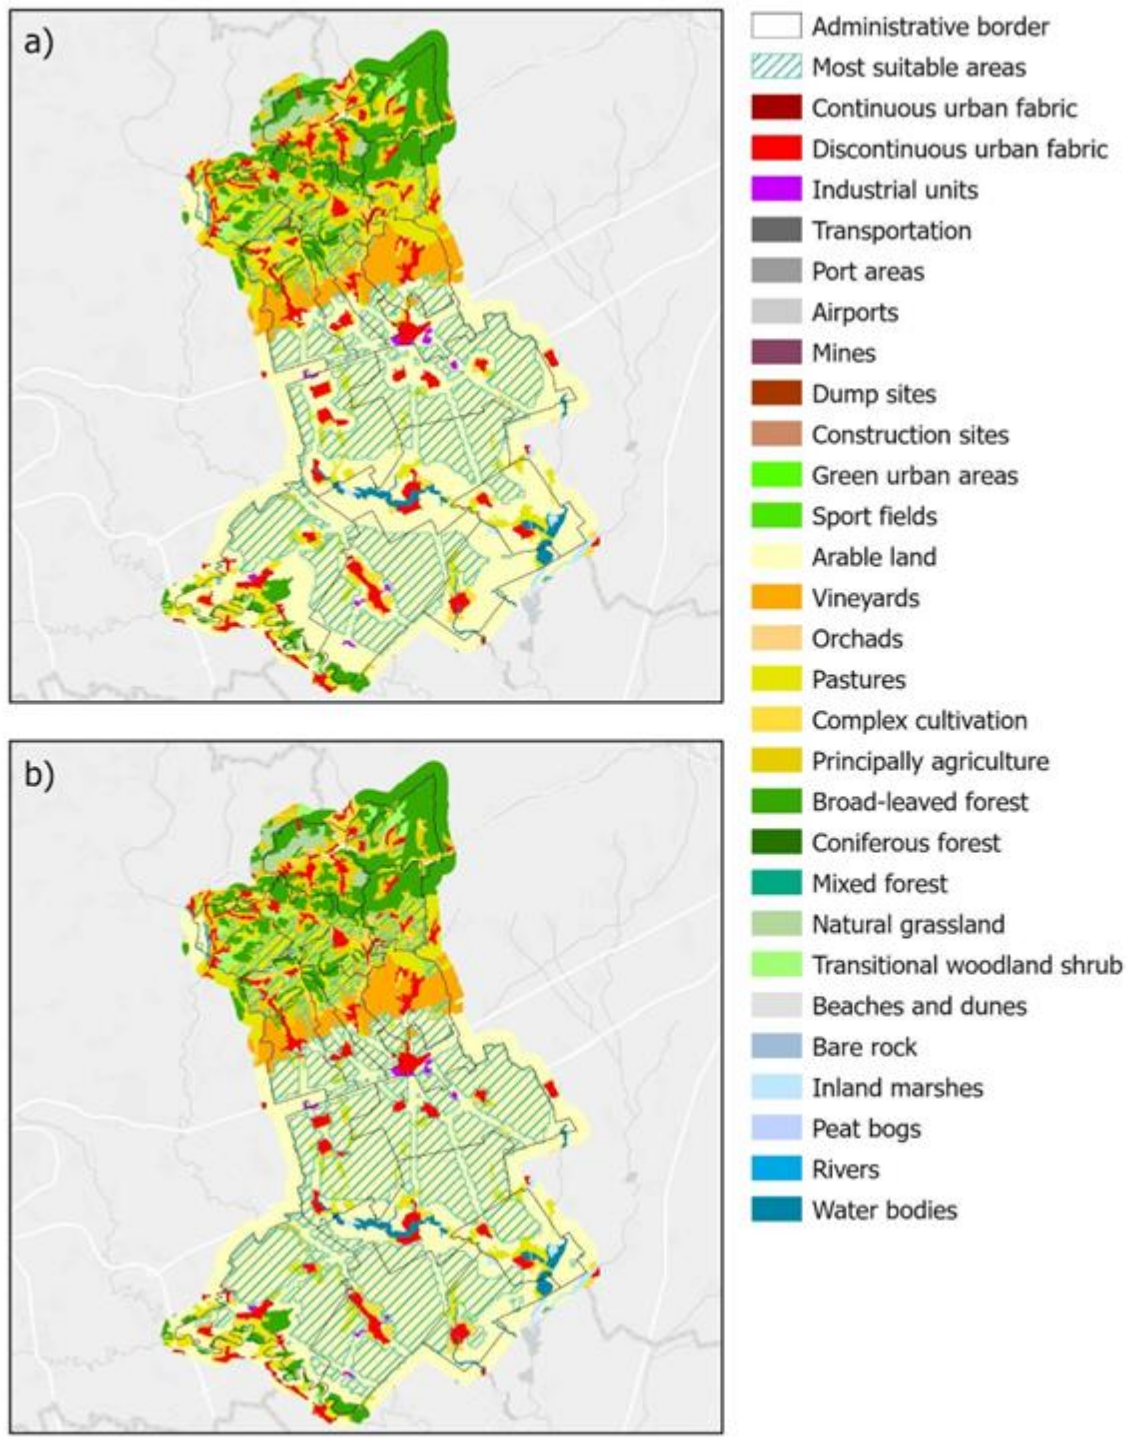 a)
b)
Administrative border
Most suitable areas
Continuous urban fabric
Discontinuous urban fabric
Industrial units
Transportation
Port areas
Airports
Mines
Dump sites
Construction sites
Green urban areas
Sport fields
Arable land
Vineyards
Orchads
Pastures
Complex cultivation
Principally agriculture
Broad-leaved forest
Coniferous forest
Mixed forest
Natural grassland
Transitional woodland shrub
Beaches and dunes
Bare rock
Inland marshes
Peat bogs
Rivers
Water bodies